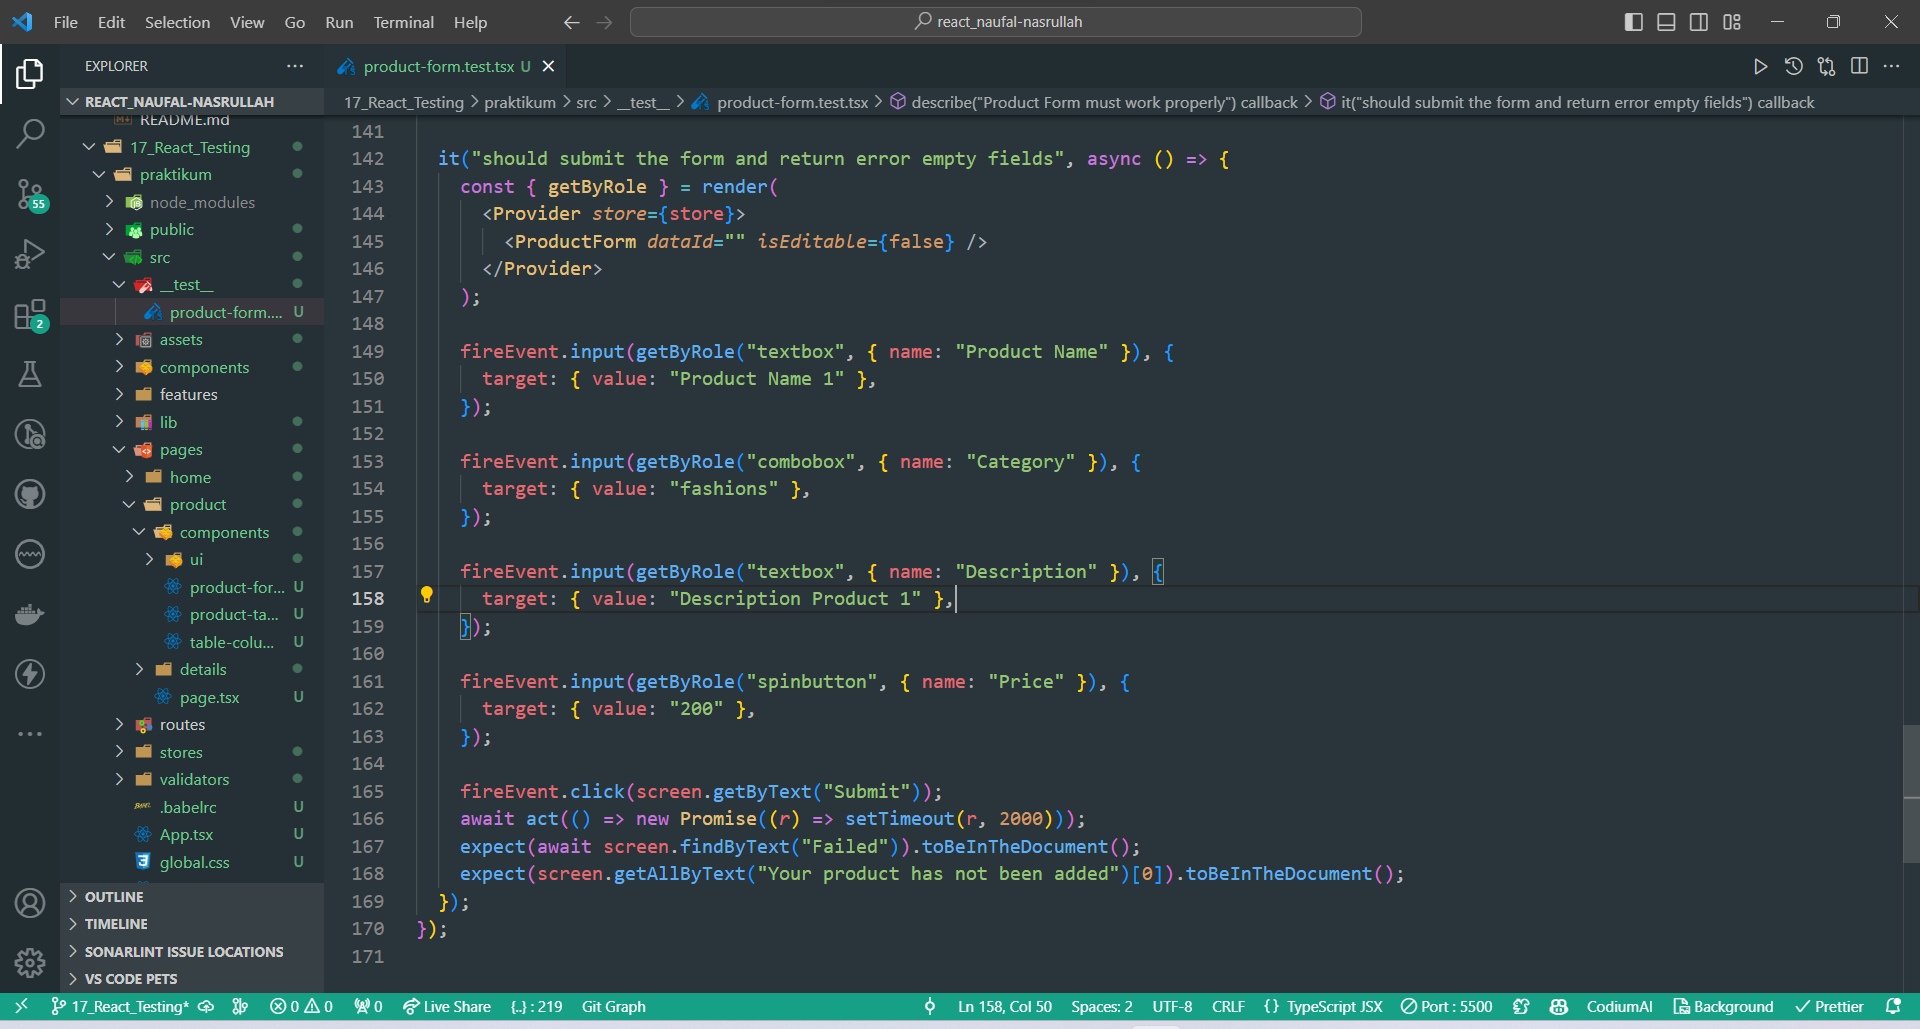 File Edit Selection View Go Run Terminal Help
react_naufal-nasrullah
EXPLORER
product-form.test.tsx U
REACT_NAUFAL-NASRULLAH
17_React_Testing > praktikum > src > __test__ > product-form.test.tsx > describe("Product Form must work properly") callback > it("should submit the form and return error empty fields") callback
README.md
17_React_Testing
praktikum
node_modules
public
src
__test__
product-form.... U
assets
components
features
lib
pages
home
product
components
ui
product-for... U
product-ta... U
table-colu... U
details
page.tsx U
routes
stores
validators
.babelrc U
App.tsx U
global.css U
OUTLINE
TIMELINE
SONARLINT ISSUE LOCATIONS
VS CODE PETS
55
2
141
142 it("should submit the form and return error empty fields", async () => {
143 const { getByRole } = render(
144 <Provider store={store}>
145 <ProductForm dataId="" isEditable={false} />
146 </Provider>
147 );
148
149 fireEvent.input(getByRole("textbox", { name: "Product Name" }), {
150 target: { value: "Product Name 1" },
151 });
152
153 fireEvent.input(getByRole("combobox", { name: "Category" }), {
154 target: { value: "fashions" },
155 });
156
157 fireEvent.input(getByRole("textbox", { name: "Description" }), {
158 target: { value: "Description Product 1" },
159 });
160
161 fireEvent.input(getByRole("spinbutton", { name: "Price" }), {
162 target: { value: "200" },
163 });
164
165 fireEvent.click(screen.getByText("Submit"));
166 await act(() => new Promise((r) => setTimeout(r, 2000)));
167 expect(await screen.findByText("Failed")).toBeInTheDocument();
168 expect(screen.getAllByText("Your product has not been added")[0]).toBeInTheDocument();
169 });
170 });
171
17_React_Testing* 0 0 0 Live Share {..} : 219 Git Graph Ln 158, Col 50 Spaces: 2 UTF-8 CRLF {} TypeScript JSX Port : 5500 CodiumAI Background Prettier